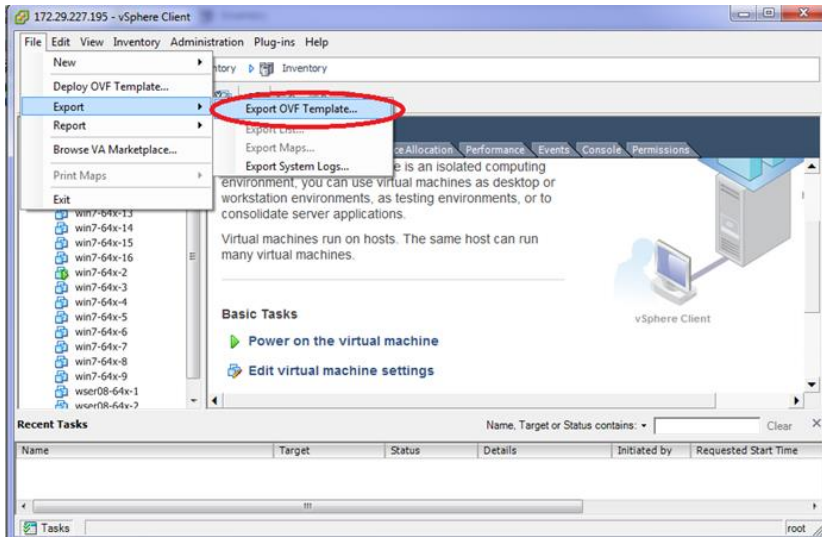 172.29.227.195 - vSphere Client
File Edit View Inventory Administration Plug-ins Help
New
Inventory
Deploy OVF Template...
Export
Export OVF Template...
Report
Export List...
Browse VA Marketplace...
Export Maps...
Print Maps
Export System Logs...
Exit
Performance Events Console Permissions
e is an isolated computing
environment, you can use virtual machines as desktop or
workstation environments, as testing environments, or to
consolidate server applications.
Virtual machines run on hosts. The same host can run
many virtual machines.
Basic Tasks
Power on the virtual machine
Edit virtual machine settings
vSphere Client
win7-64x-13
win7-64x-14
win7-64x-15
win7-64x-16
win7-64x-2
win7-64x-3
win7-64x-4
win7-64x-5
win7-64x-6
win7-64x-7
win7-64x-8
win7-64x-9
wser08-64x-1
wser08-64x-2
Recent Tasks
Name, Target or Status contains:
Clear
Name Target Status Details Initiated by Requested Start Time
Tasks
root